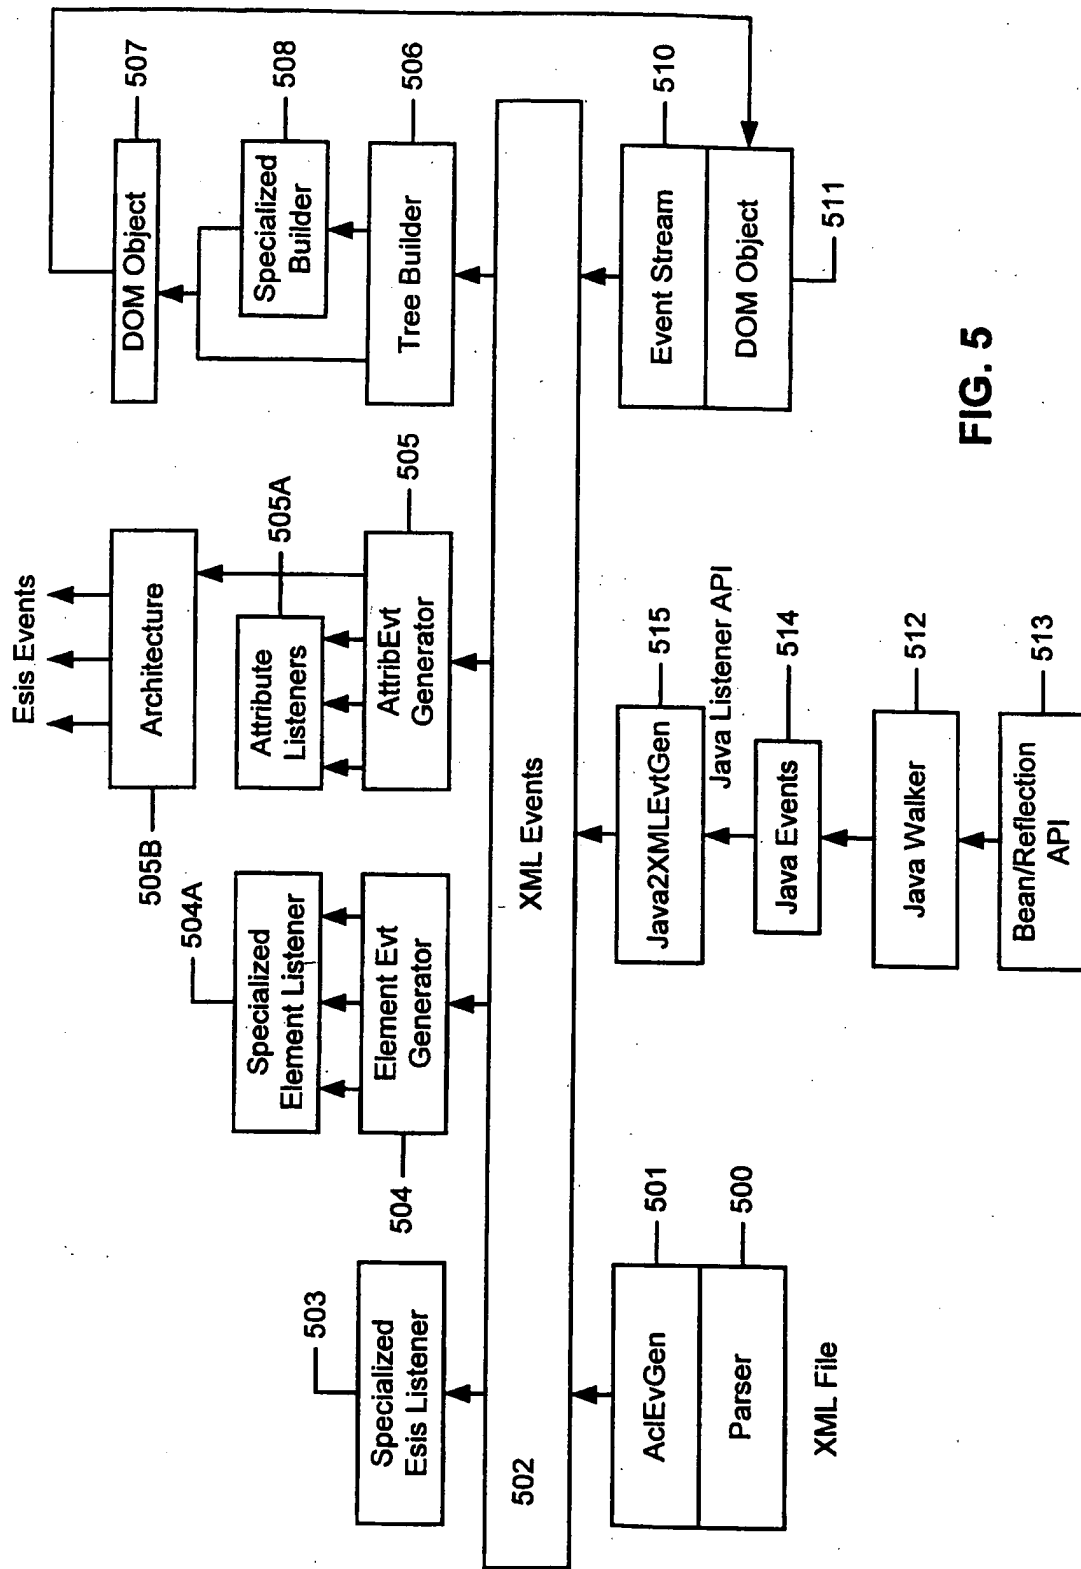 Esis Events
503
Specialized
Esis Listener
504A
Specialized
Element Listener
504
Element Evt
Generator
505B
Architecture
505A
Attribute
Listeners
505
AttribEvt
Generator
507
DOM Object
508
Specialized
Builder
506
Tree Builder
502
XML Events
501
AclEvGen
500
Parser
XML File
515
Java2XMLEvtGen
Java Listener API
514
Java Events
512
Java Walker
513
Bean/Reflection
API
510
Event Stream
DOM Object
511
FIG. 5